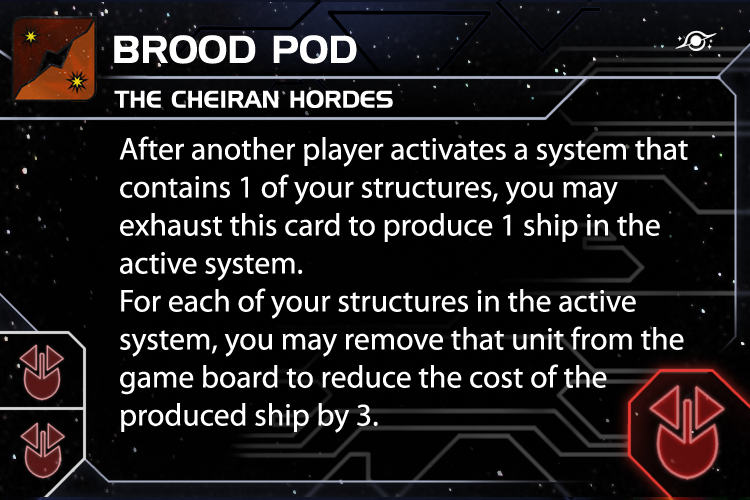 BROOD POD
THE CHEIRAN HORDES
After another player activates a system that
contains 1 of your structures, you may
exhaust this card to produce 1 ship in the
active system.
For each of your structures in the active
system, you may remove that unit from the
game board to reduce the cost of the
produced ship by 3.